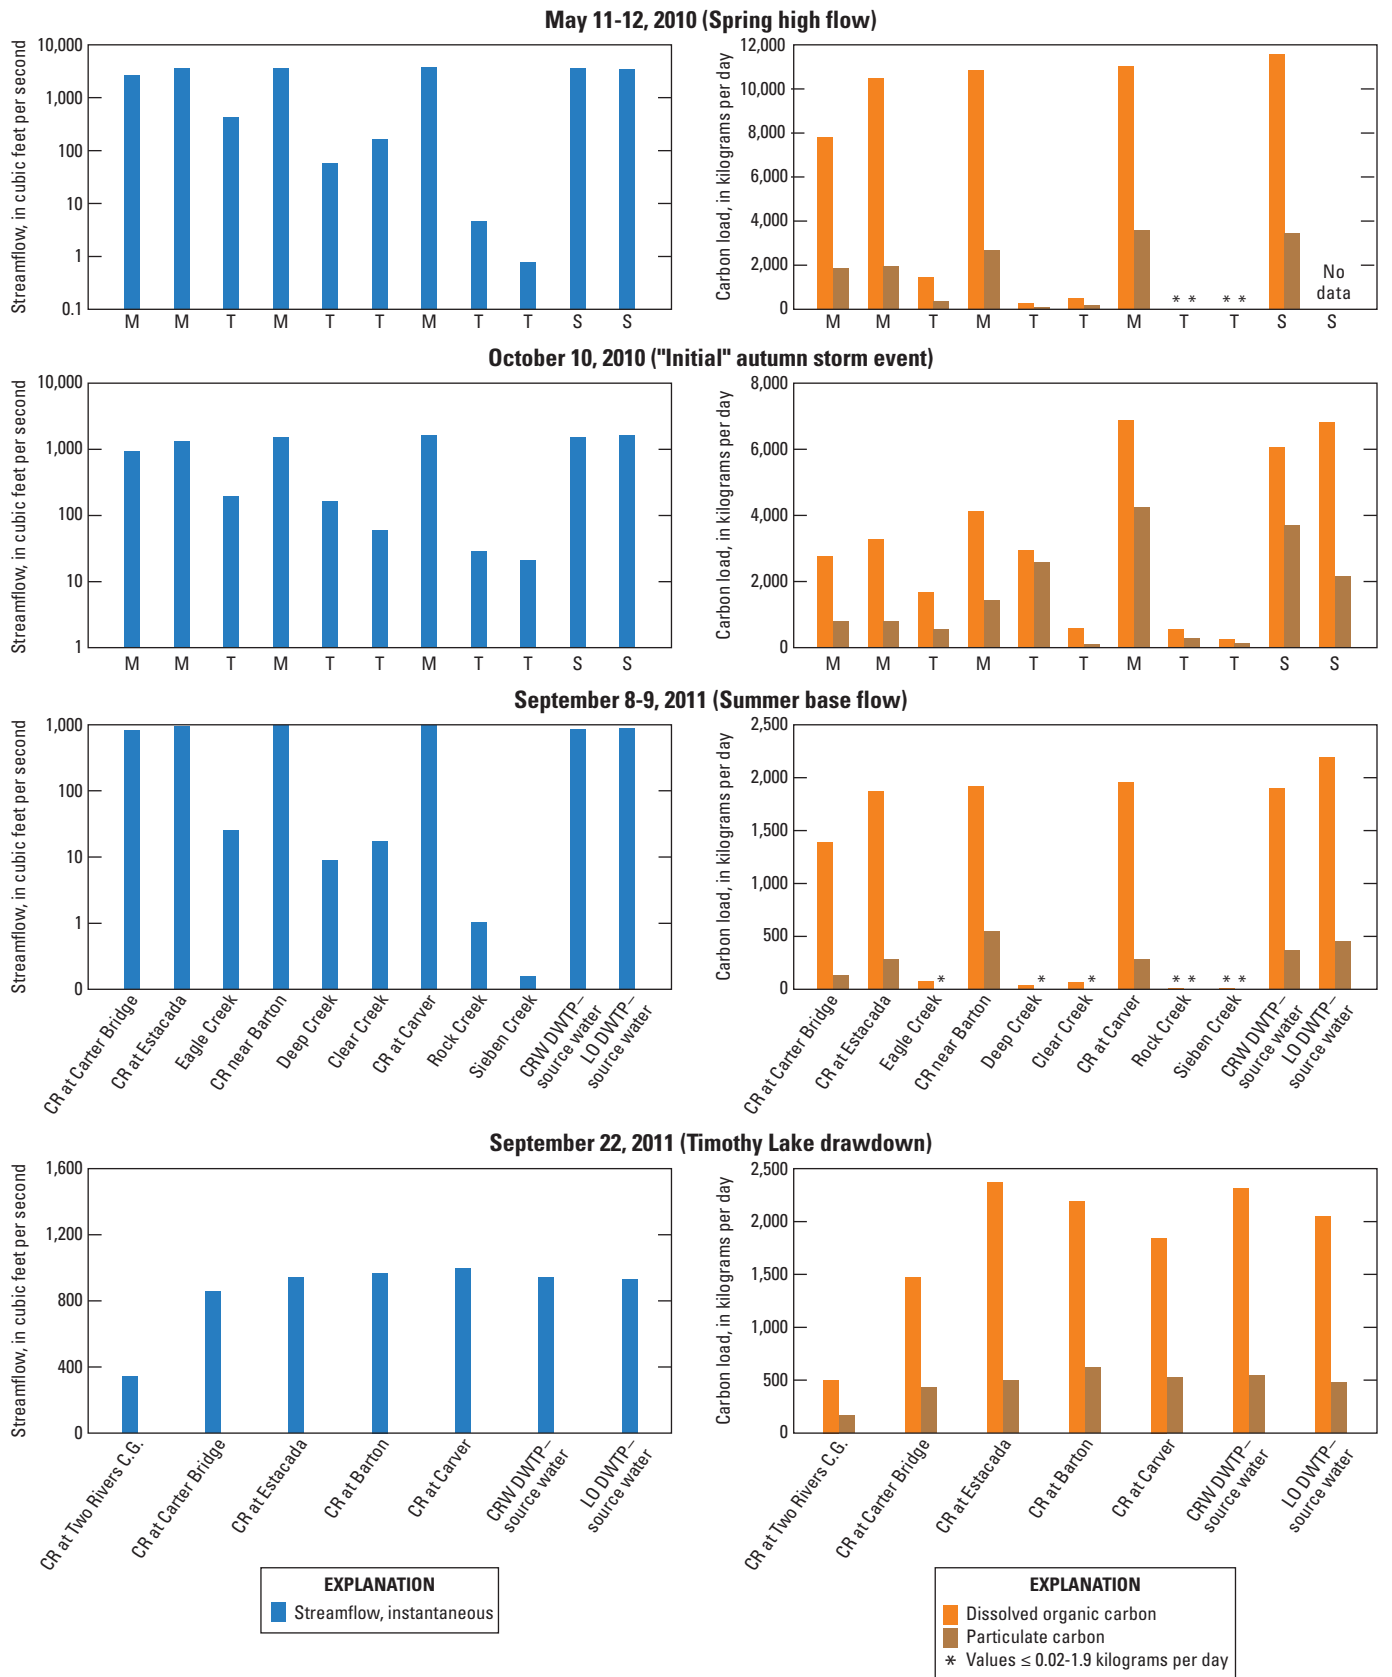 May 11-12, 2010 (Spring high flow)
Streamflow, in cubic feet per second
10,000
1,000
100
10
1
0.1
M M T M T T M T T S S
Carbon load, in kilograms per day
12,000
10,000
8,000
6,000
4,000
2,000
0
* * * *
No
data
M M T M T T M T T S S
October 10, 2010 ("Initial" autumn storm event)
Streamflow, in cubic feet per second
10,000
1,000
100
10
1
M M T M T T M T T S S
Carbon load, in kilograms per day
8,000
6,000
4,000
2,000
0
M M T M T T M T T S S
September 8-9, 2011 (Summer base flow)
Streamflow, in cubic feet per second
1,000
100
10
1
0
CR at Carter Bridge
CR at Estacada
Eagle Creek
CR near Barton
Deep Creek
Clear Creek
CR at Carver
Rock Creek
Sieben Creek
CRW DWTP–
source water
LO DWTP–
source water
Carbon load, in kilograms per day
2,500
2,000
1,500
1,000
500
0
* * * * * * *
CR at Carter Bridge
CR at Estacada
Eagle Creek
CR near Barton
Deep Creek
Clear Creek
CR at Carver
Rock Creek
Sieben Creek
CRW DWTP–
source water
LO DWTP–
source water
September 22, 2011 (Timothy Lake drawdown)
Streamflow, in cubic feet per second
1,600
1,200
800
400
0
CR at Two Rivers C.G.
CR at Carter Bridge
CR at Estacada
CR at Barton
CR at Carver
CRW DWTP–
source water
LO DWTP–
source water
Carbon load, in kilograms per day
2,500
2,000
1,500
1,000
500
0
CR at Two Rivers C.G.
CR at Carter Bridge
CR at Estacada
CR at Barton
CR at Carver
CRW DWTP–
source water
LO DWTP–
source water
EXPLANATION
Streamflow, instantaneous
EXPLANATION
Dissolved organic carbon
Particulate carbon
* Values ≤ 0.02-1.9 kilograms per day